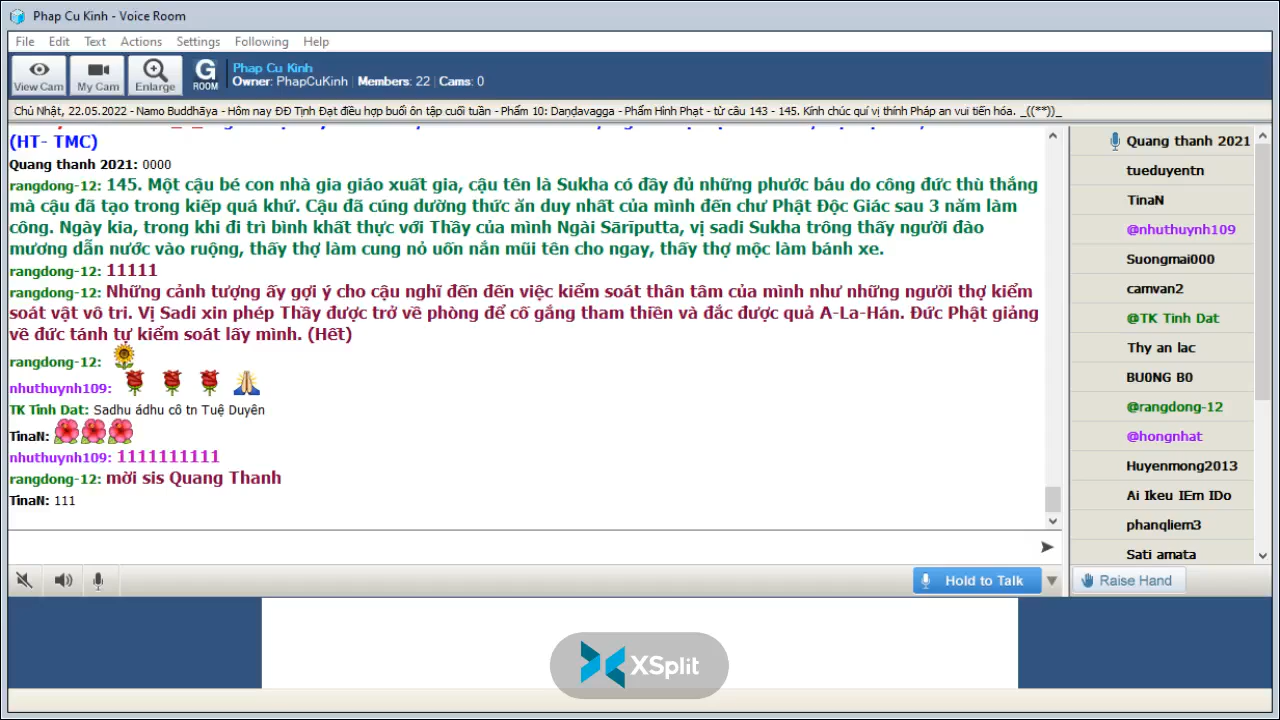 Phap Cu Kinh - Voice Room
File Edit Text Actions Settings Following Help
View Cam My Cam Enlarge G ROOM
Phap Cu Kinh
Owner: PhapCuKinh | Members: 22 | Cams: 0
Chủ Nhật, 22.05.2022 - Namo Buddhāya - Hôm nay ĐĐ Tịnh Đạt điều hợp buổi ôn tập cuối tuần - Phẩm 10: Daṇḍavagga - Phẩm Hình Phạt - từ câu 143 - 145. Kính chúc quí vị thính Pháp an vui tiến hóa. _((**))_
(HT- TMC)
Quang thanh 2021: 0000
rangdong-12: 145. Một cậu bé con nhà gia giáo xuất gia, cậu tên là Sukha có đầy đủ những phước báu do công đức thù thắng
mà cậu đã tạo trong kiếp quá khứ. Cậu đã cúng dường thức ăn duy nhất của mình đến chư Phật Độc Giác sau 3 năm làm
công. Ngày kia, trong khi đi trì bình khất thực với Thầy của mình Ngài Sārīputta, vị sadi Sukha trông thấy người đào
mương dẫn nước vào ruộng, thấy thợ làm cung nỏ uốn nắn mũi tên cho ngay, thấy thợ mộc làm bánh xe.
rangdong-12: 11111
rangdong-12: Những cảnh tượng ấy gợi ý cho cậu nghĩ đến đến việc kiểm soát thân tâm của mình như những người thợ kiểm
soát vật vô tri. Vị Sadi xin phép Thầy được trở về phòng để cố gắng tham thiền và đắc được quả A-La-Hán. Đức Phật giảng
về đức tánh tự kiểm soát lấy mình. (Hết)
rangdong-12:
nhuthuynh109:
TK Tinh Dat: Sadhu ádhu cô tn Tuệ Duyên
TinaN:
nhuthuynh109: 1111111111
rangdong-12: mời sis Quang Thanh
TinaN: 111
Quang thanh 2021
tueduyentn
TinaN
@nhuthuynh109
Suongmai000
camvan2
@TK Tinh Dat
Thy an lac
BU0NG B0
@rangdong-12
@hongnhat
Huyenmong2013
Ai Ikeu IEm IDo
phanqliem3
Sati amata
Hold to Talk
Raise Hand
XSplit